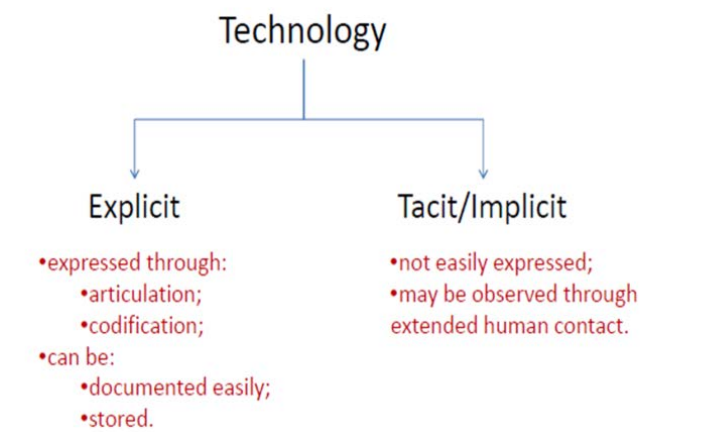 Technology
Explicit
•expressed through:
•articulation;
•codification;
•can be:
•documented easily;
•stored.
Tacit/Implicit
•not easily expressed;
•may be observed through
extended human contact.